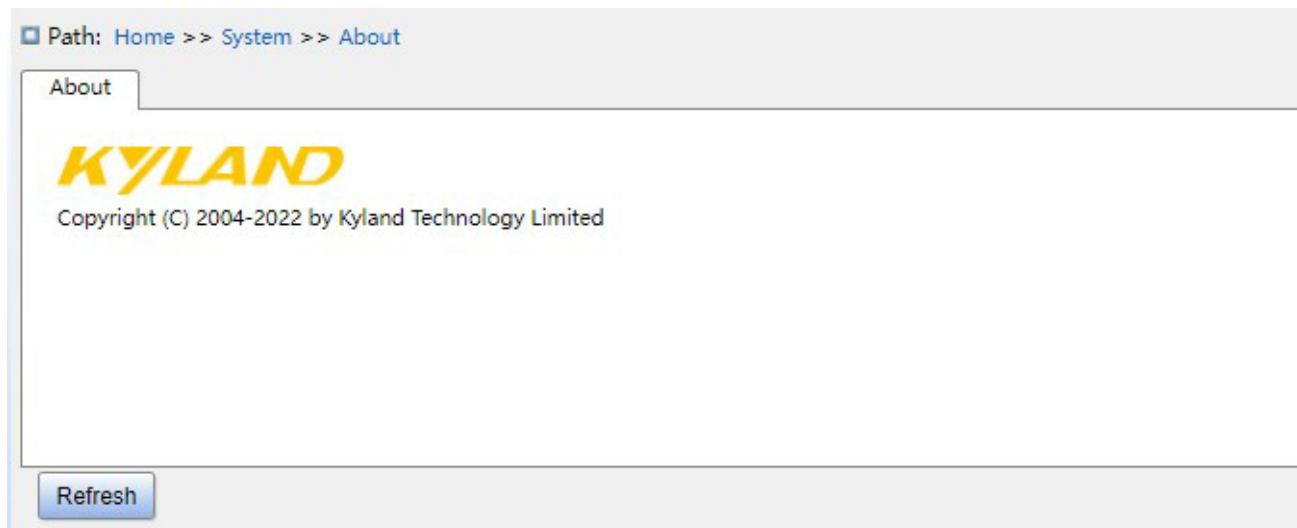 Path: Home >> System >> About
About
KYLAND
Copyright (C) 2004-2022 by Kyland Technology Limited
Refresh